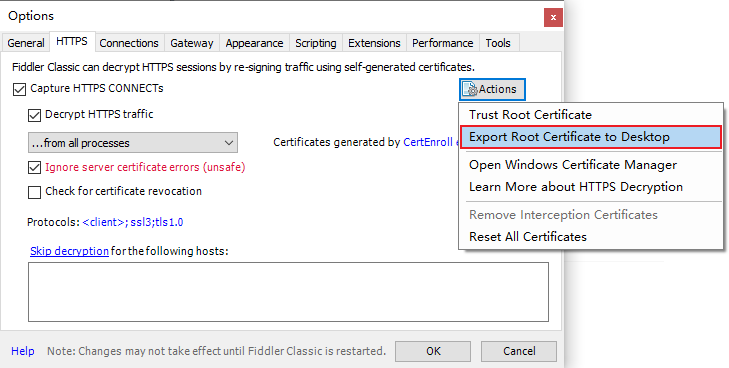 Options
x
General HTTPS Connections Gateway Appearance Scripting Extensions Performance Tools
Fiddler Classic can decrypt HTTPS sessions by re-signing traffic using self-generated certificates.
Capture HTTPS CONNECTs
Actions
Decrypt HTTPS traffic
Trust Root Certificate
Export Root Certificate to Desktop
...from all processes
Certificates generated by CertEnroll
Open Windows Certificate Manager
Ignore server certificate errors (unsafe)
Learn More about HTTPS Decryption
Check for certificate revocation
Remove Interception Certificates
Protocols: <client>;ssl3;tls1.0
Reset All Certificates
Skip decryption for the following hosts:
Help Note: Changes may not take effect until Fiddler Classic is restarted. OK Cancel